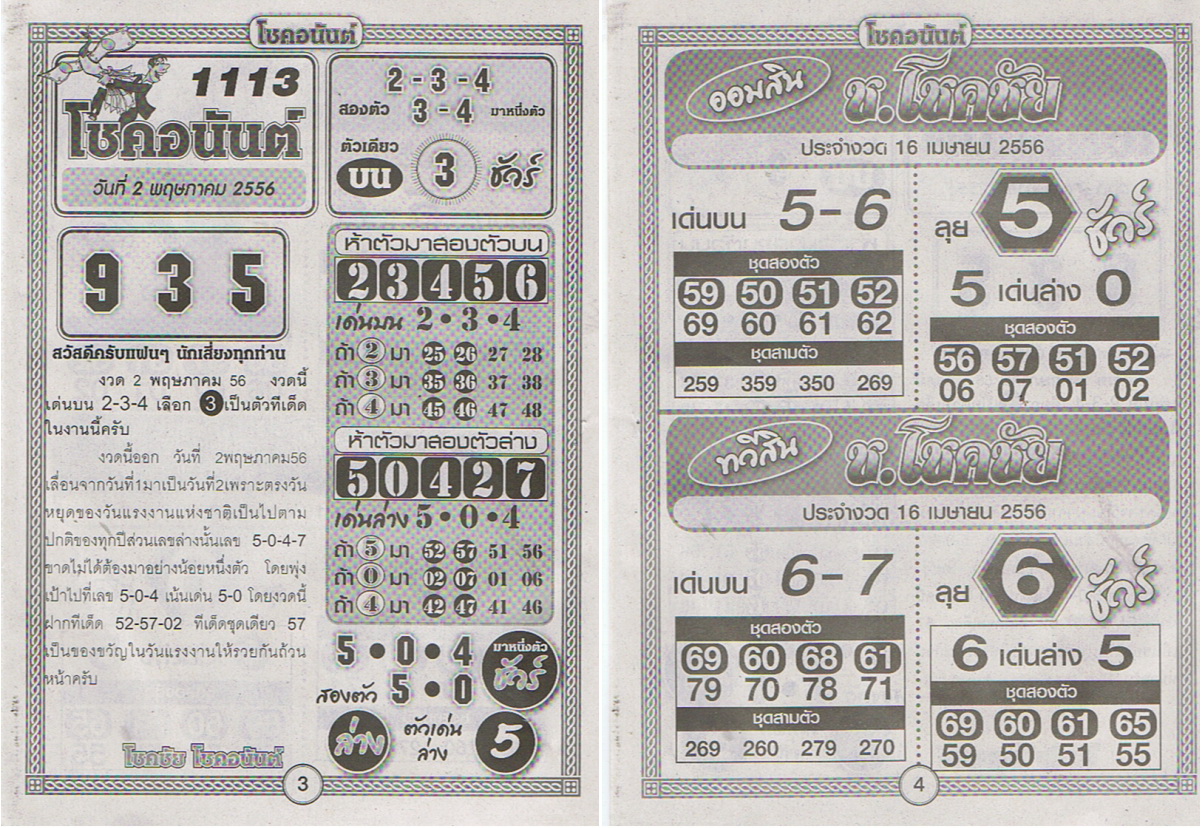 โชคอนันต์
1113
โชคอนันต์
วันที่ 2 พฤษภาคม 2556
2 - 3 - 4
สองตัว 3 - 4 มาหนึ่งตัว
ตัวเดียว
บน 3 ชัวร์
9 3 5
สวัสดีครับแฟนๆ นักเสี่ยงทุกท่าน
งวด 2 พฤษภาคม 56 งวดนี้
เด่นบน 2-3-4 เลือก 3 เป็นตัวทีเด็ด
ในงานนี้ครับ
งวดนี้ออก วันที่ 2พฤษภาคม56
เลื่อนจากวันที่1มาเป็นวันที่2เพราะตรงวัน
หยุดของวันแรงงานแห่งชาติเป็นไปตาม
ปกติของทุกปีส่วนเลขล่างนั้นเลข 5-0-4-7
ขาดไม่ได้ต้องมาอย่างน้อยหนึ่งตัว โดยพุ่ง
เป้าไปที่เลข 5-0-4 เน้นเด่น 5-0 โดยงวดนี้
ฝากทีเด็ด 52-57-02 ทีเด็ดชุดเดียว 57
เป็นของขวัญในวันแรงงานให้รวยกันถ้วน
หน้าครับ
โชคชัย โชคอนันต์
ห้าตัวมาสองตัวบน
23456
เด่นบน 2 • 3 • 4
ถ้า 2 มา 25 26 27 28
ถ้า 3 มา 35 36 37 38
ถ้า 4 มา 45 46 47 48
ห้าตัวมาสองตัวล่าง
50427
เด่นล่าง 5 • 0 • 4
ถ้า 5 มา 52 57 51 56
ถ้า 0 มา 02 07 01 06
ถ้า 4 มา 42 47 41 46
5 • 0 • 4 มาหนึ่งตัว
สองตัว 5 • 0 ชัวร์
ล่าง ตัวเด่น
ล่าง 5
3
โชคอนันต์
ออมสิน ช.โชคชัย
ประจำงวด 16 เมษายน 2556
เด่นบน 5-6
ชุดสองตัว
59 50 51 52
69 60 61 62
ชุดสามตัว
259 359 350 269
ลุย 5 ชัวร์
5 เด่นล่าง 0
ชุดสองตัว
56 57 51 52
06 07 01 02
ทวีสิน ช.โชคชัย
ประจำงวด 16 เมษายน 2556
เด่นบน 6-7
ชุดสองตัว
69 60 68 61
79 70 78 71
ชุดสามตัว
269 260 279 270
ลุย 6 ชัวร์
6 เด่นล่าง 5
ชุดสองตัว
69 60 61 65
59 50 51 55
4